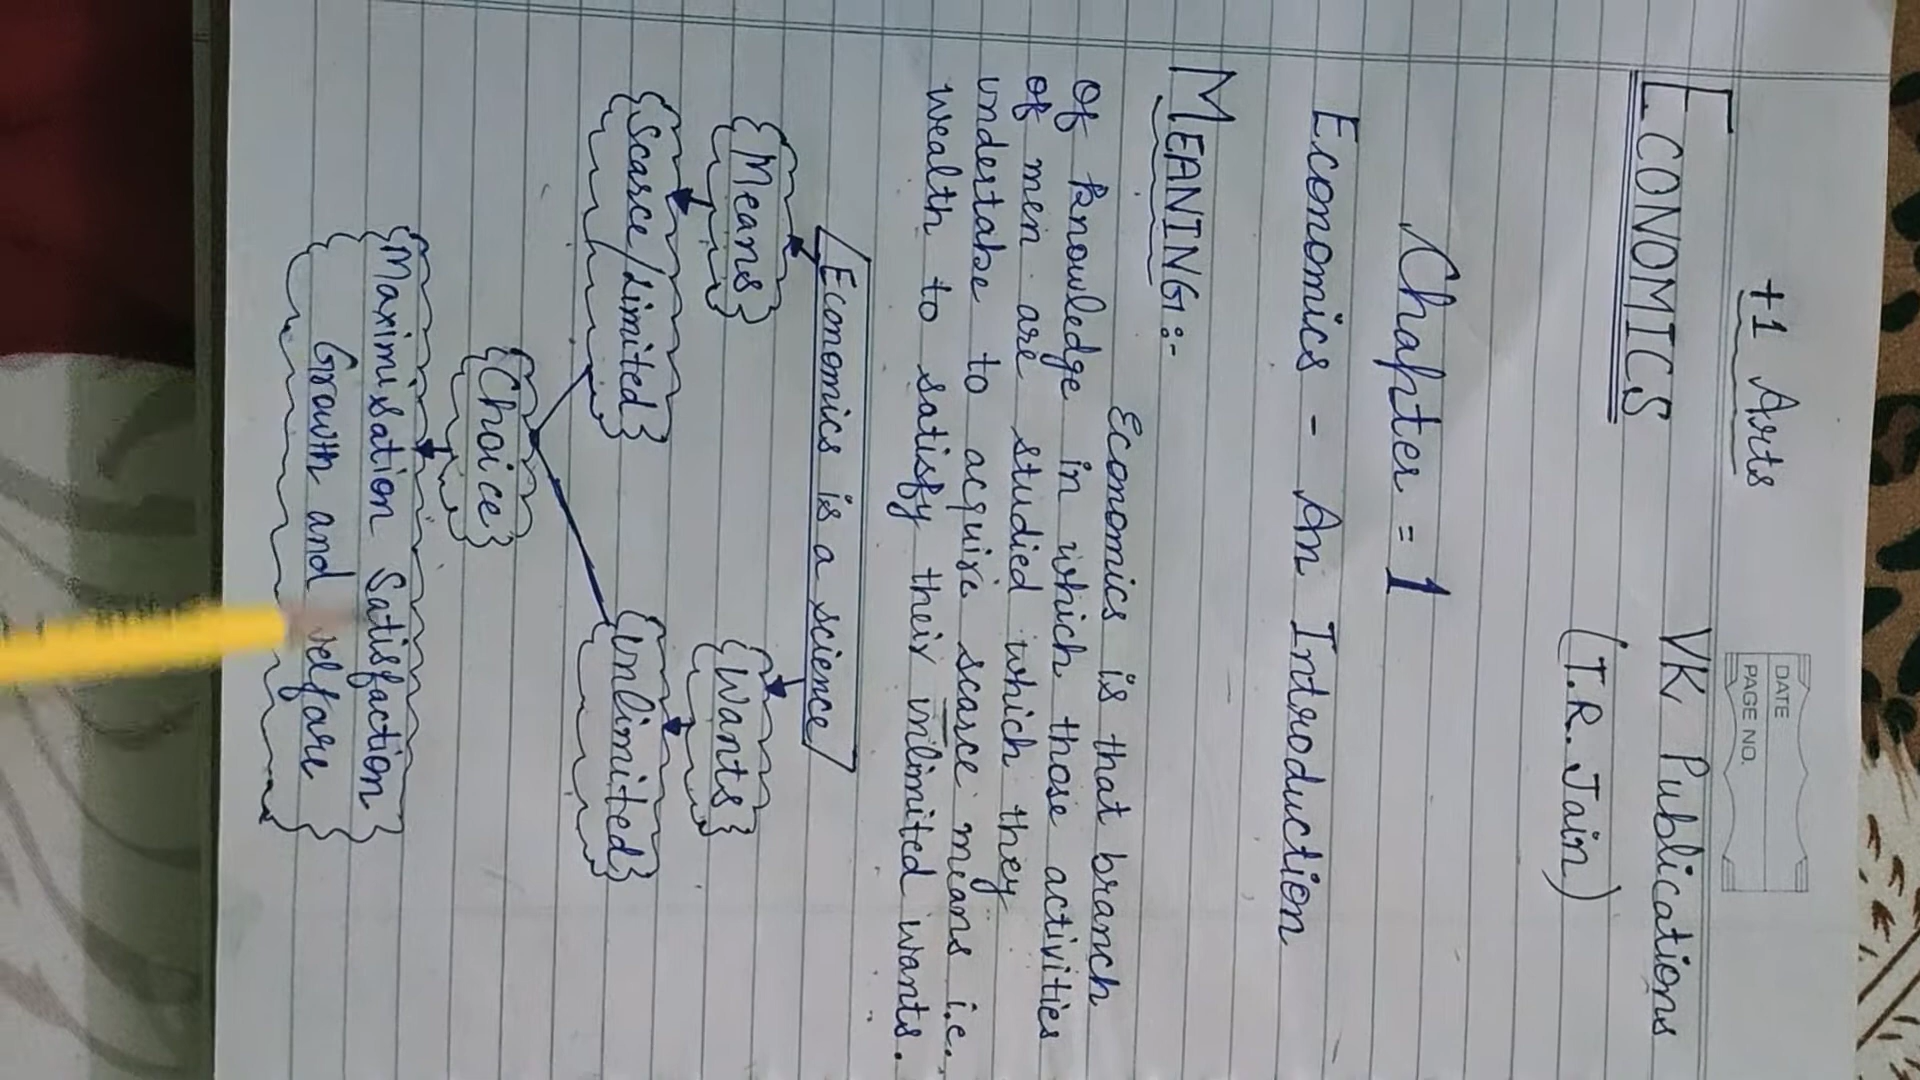 +1 Arts
DATE
PAGE NO.
ECONOMICS VK Publications
(T.R. Jain)
Chapter = 1
Economics - An Introduction
MEANING:-
Economics is that branch
of knowledge in which those activities
of men are studied which they
undertake to acquire scarce means i.e.,
wealth to satisfy their unlimited wants.
Economics is a science
{Means} {Wants}
{Scarce/Limited} {Unlimited}
{Choice}
{Maximisation Satisfaction}
Growth and